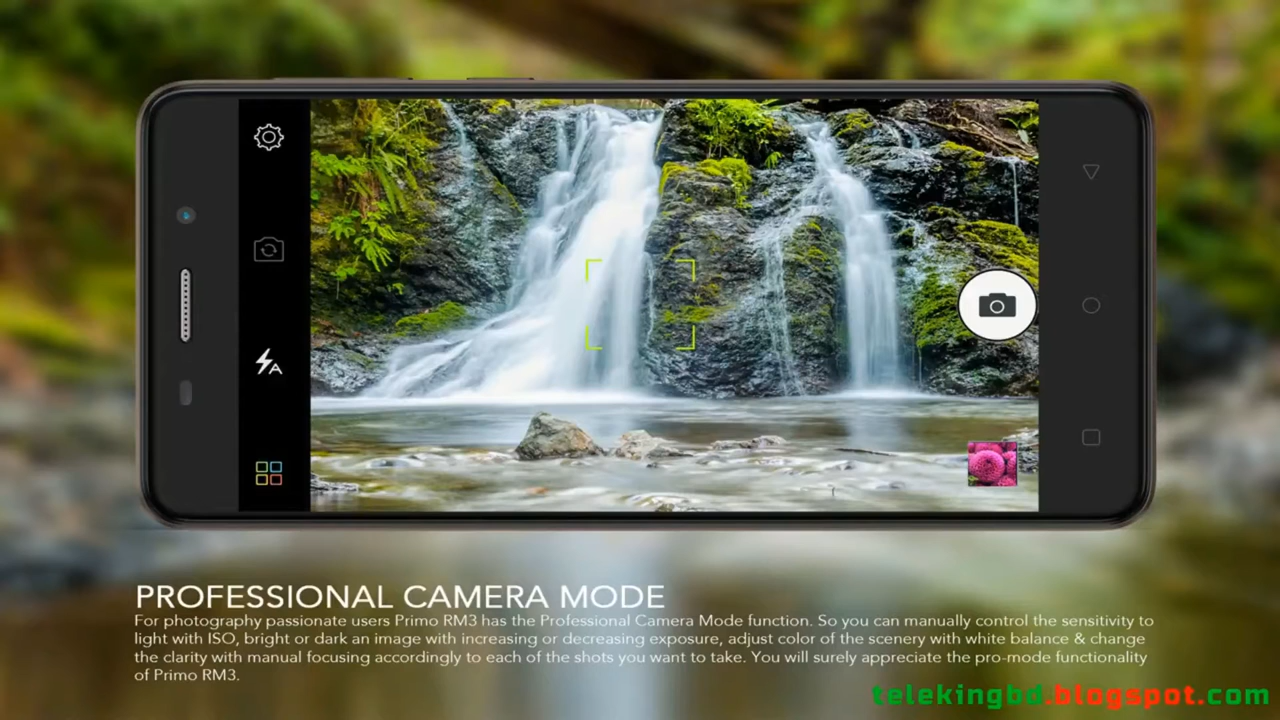 A
PROFESSIONAL CAMERA MODE
For photography passionate users Primo RM3 has the Professional Camera Mode function. So you can manually control the sensitivity to
light with ISO, bright or dark an image with increasing or decreasing exposure, adjust color of the scenery with white balance & change
the clarity with manual focusing accordingly to each of the shots you want to take. You will surely appreciate the pro-mode functionality
of Primo RM3.
telekingbd.blogspot.com